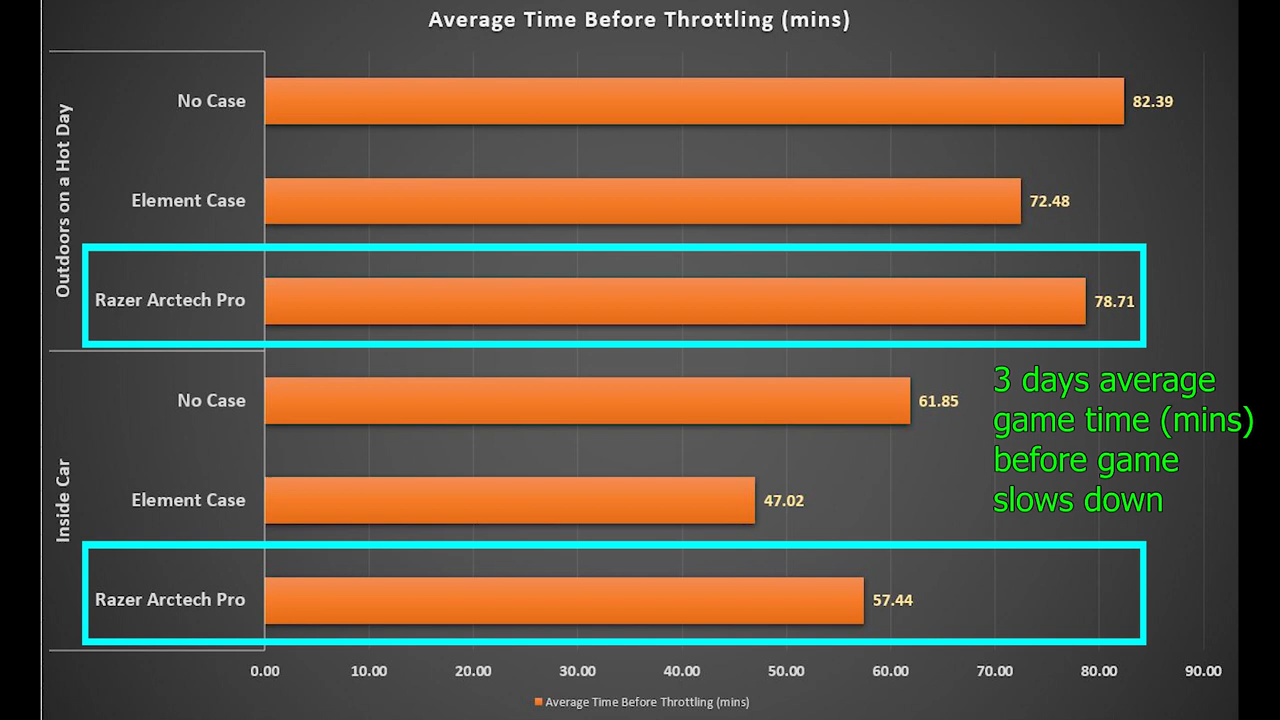 Average Time Before Throttling (mins)
Outdoors on a Hot Day
No Case
82.39
Element Case
72.48
Razer Arctech Pro
78.71
Inside Car
No Case
61.85
Element Case
47.02
Razer Arctech Pro
57.44
3 days average
game time (mins)
before game
slows down
0.00 10.00 20.00 30.00 40.00 50.00 60.00 70.00 80.00 90.00
Average Time Before Throttling (mins)